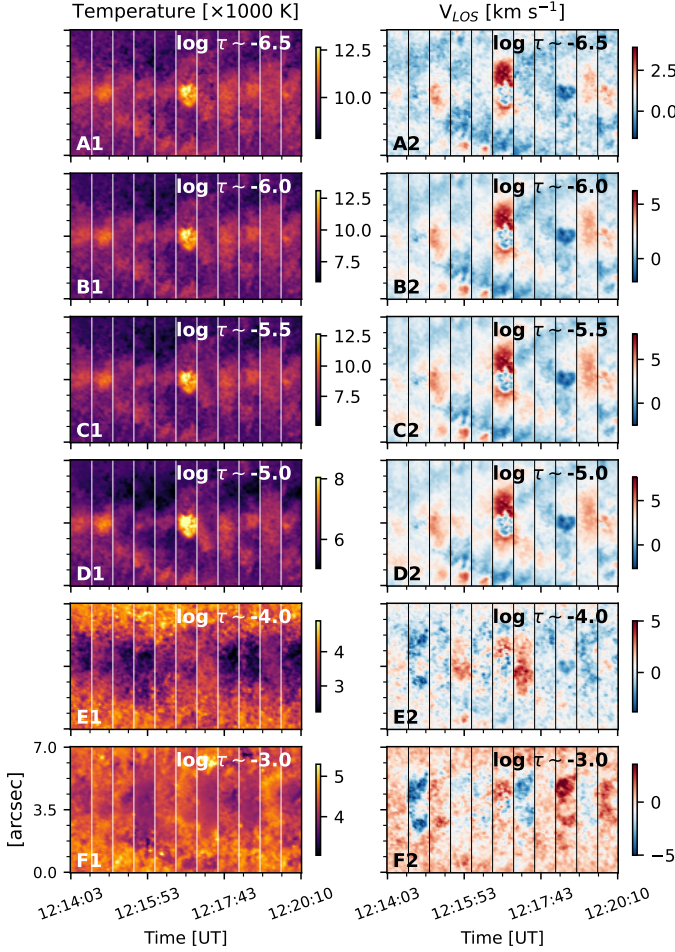 Temperature [×1000 K]
V_LOS [km s⁻¹]
log τ ~ -6.5
A1
12.5
10.0
log τ ~ -6.5
A2
2.5
0.0
log τ ~ -6.0
B1
12.5
10.0
7.5
log τ ~ -6.0
B2
5
0
log τ ~ -5.5
C1
12.5
10.0
7.5
log τ ~ -5.5
C2
5
0
log τ ~ -5.0
D1
8
6
log τ ~ -5.0
D2
5
0
log τ ~ -4.0
E1
4
3
log τ ~ -4.0
E2
5
0
7.0
3.5
0.0
[arcsec]
log τ ~ -3.0
F1
5
4
log τ ~ -3.0
F2
0
−5
12:14:03
12:15:53
12:17:43
12:20:10
Time [UT]
12:14:03
12:15:53
12:17:43
12:20:10
Time [UT]